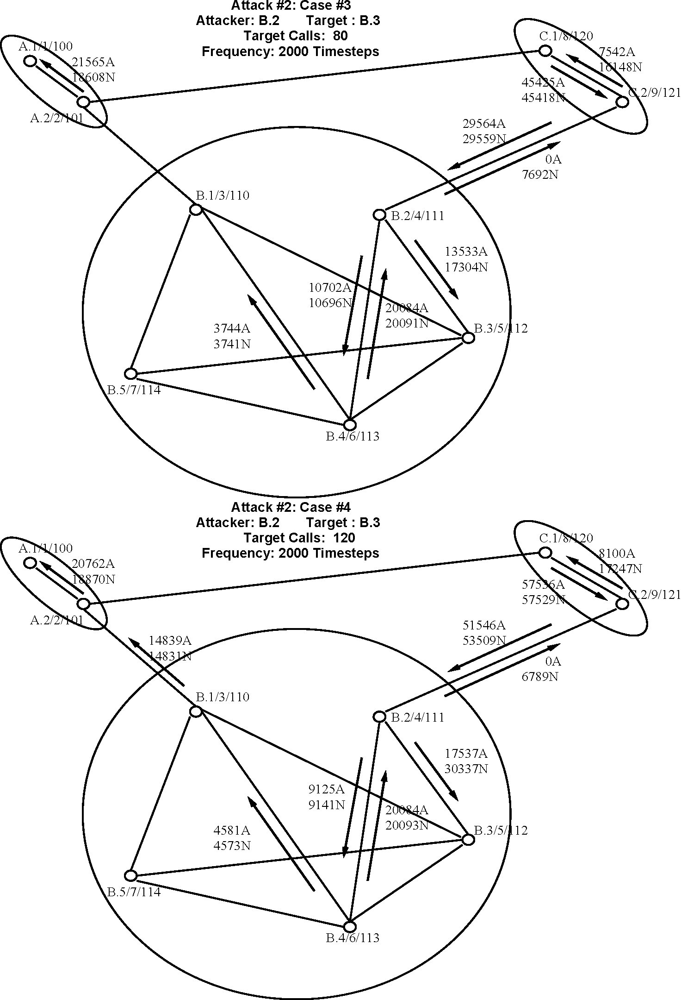 Attack #2: Case #3
Attacker: B.2 Target : B.3
Target Calls: 80
Frequency: 2000 Timesteps
A.1/1/100
21565A
18608N
A.2/2/101
C.1/8/120
7542A
16148N
45425A
45418N
C.2/9/121
29564A
29559N
0A
7692N
B.1/3/110
B.2/4/111
13533A
17304N
10702A
10696N
20084A
20091N
3744A
3741N
B.3/5/112
B.5/7/114
B.4/6/113
Attack #2: Case #4
Attacker: B.2 Target : B.3
Target Calls: 120
Frequency: 2000 Timesteps
A.1/1/100
20762A
18870N
A.2/2/101
C.1/8/120
8100A
17247N
57536A
57529N
C.2/9/121
51546A
53509N
0A
6789N
14839A
14831N
B.1/3/110
B.2/4/111
17537A
30337N
9125A
9141N
20084A
20093N
4581A
4573N
B.3/5/112
B.5/7/114
B.4/6/113